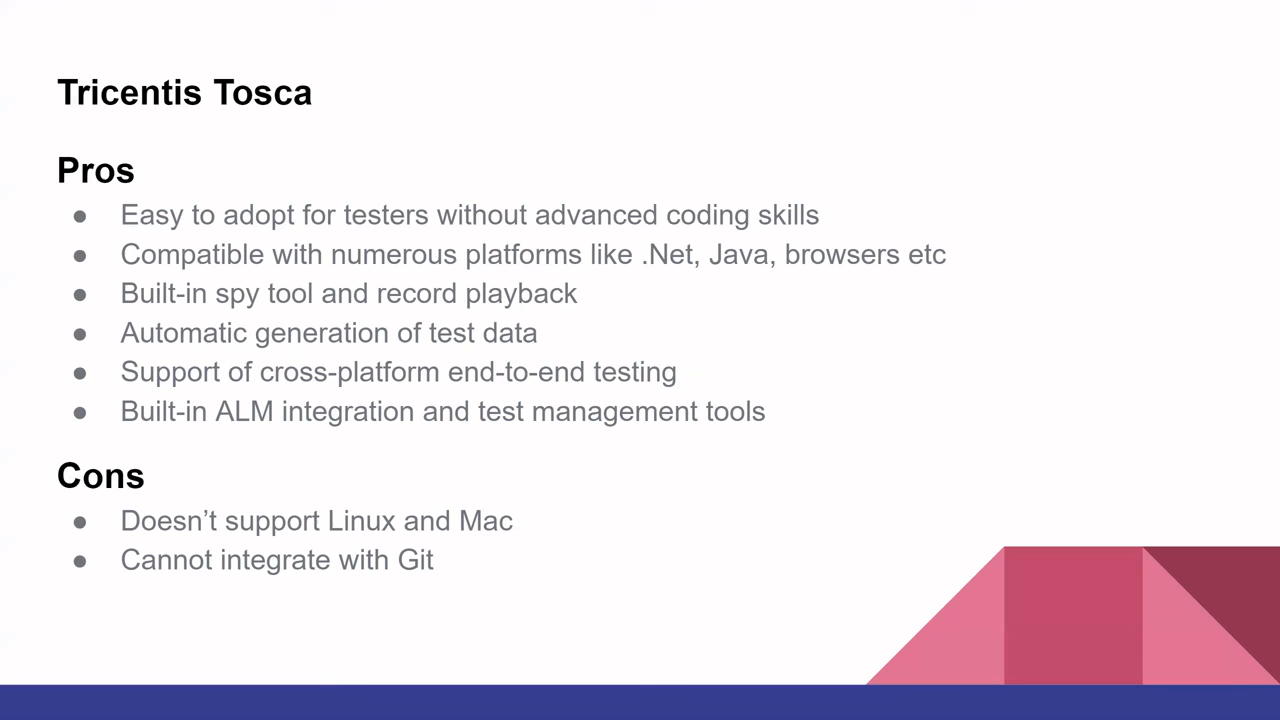 Tricentis Tosca
Pros
● Easy to adopt for testers without advanced coding skills
● Compatible with numerous platforms like .Net, Java, browsers etc
● Built-in spy tool and record playback
● Automatic generation of test data
● Support of cross-platform end-to-end testing
● Built-in ALM integration and test management tools
Cons
● Doesn’t support Linux and Mac
● Cannot integrate with Git